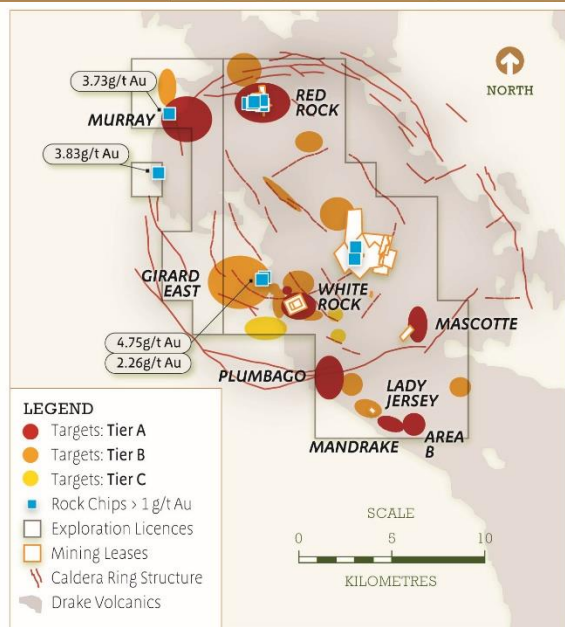 3.73g/t Au
MURRAY
RED
ROCK
NORTH
3.83g/t Au
GIRARD
EAST
WHITE
ROCK
MASCOTTE
4.75g/t Au
2.26g/t Au
PLUMBAGO
LADY
JERSEY
MANDRAKE
AREA
B
LEGEND
Targets: Tier A
Targets: Tier B
Targets: Tier C
Rock Chips > 1 g/t Au
Exploration Licences
Mining Leases
Caldera Ring Structure
Drake Volcanics
SCALE
0 5 10
KILOMETRES